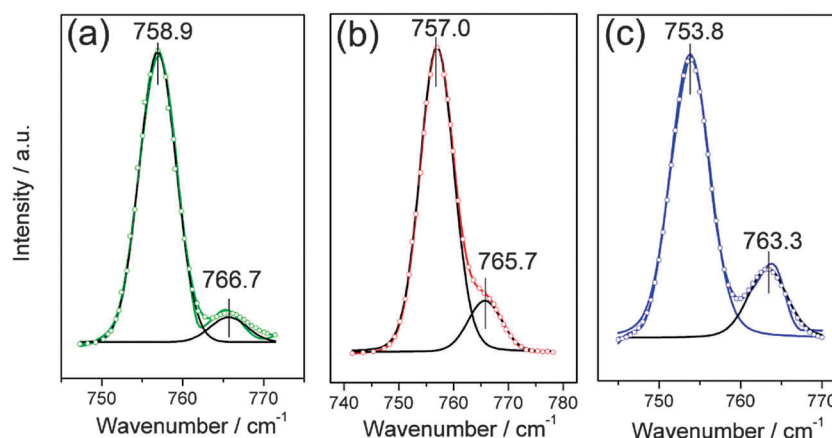 (a) 758.9
766.7
(b) 757.0
765.7
(c) 753.8
763.3
Intensity / a.u.
750 760 770
740 750 760 770 780
750 760 770
Wavenumber / cm⁻¹
Wavenumber / cm⁻¹
Wavenumber / cm⁻¹